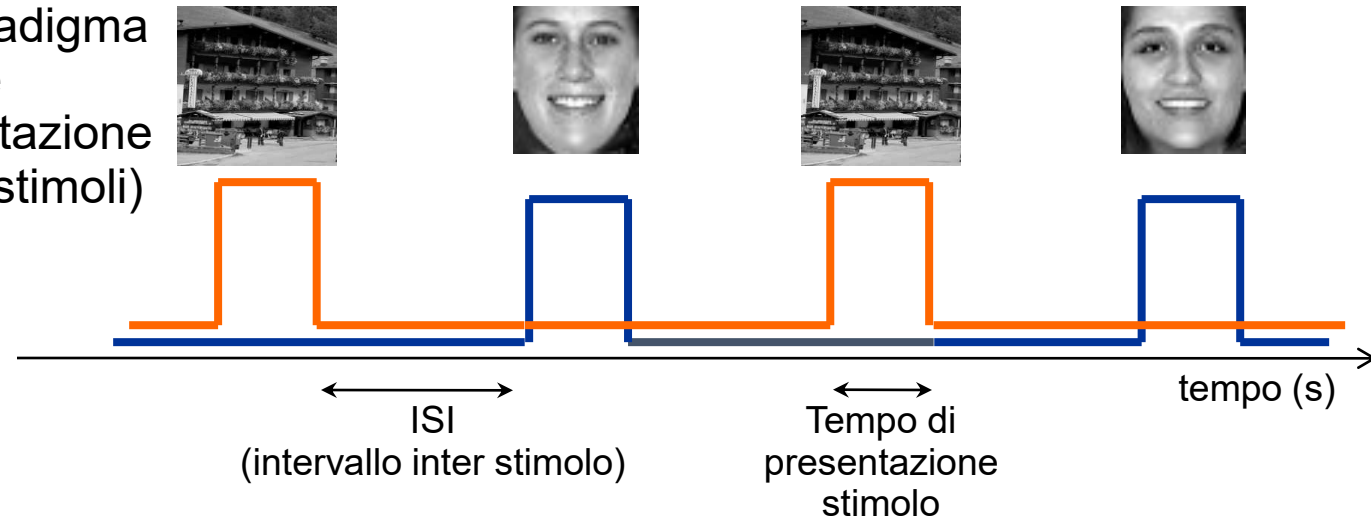 adigma
tazione
stimoli)
tempo (s)
ISI
(intervallo inter stimolo)
Tempo di
presentazione
stimolo